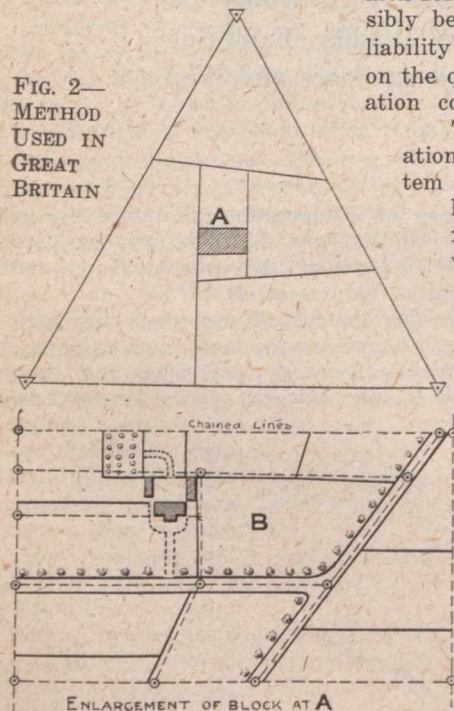 FIG. 2—
METHOD
USED IN
GREAT
BRITAIN
sibly be
liability
on the
ation co
ation
tem
A
Chained Lines
B
ENLARGEMENT OF BLOCK AT A